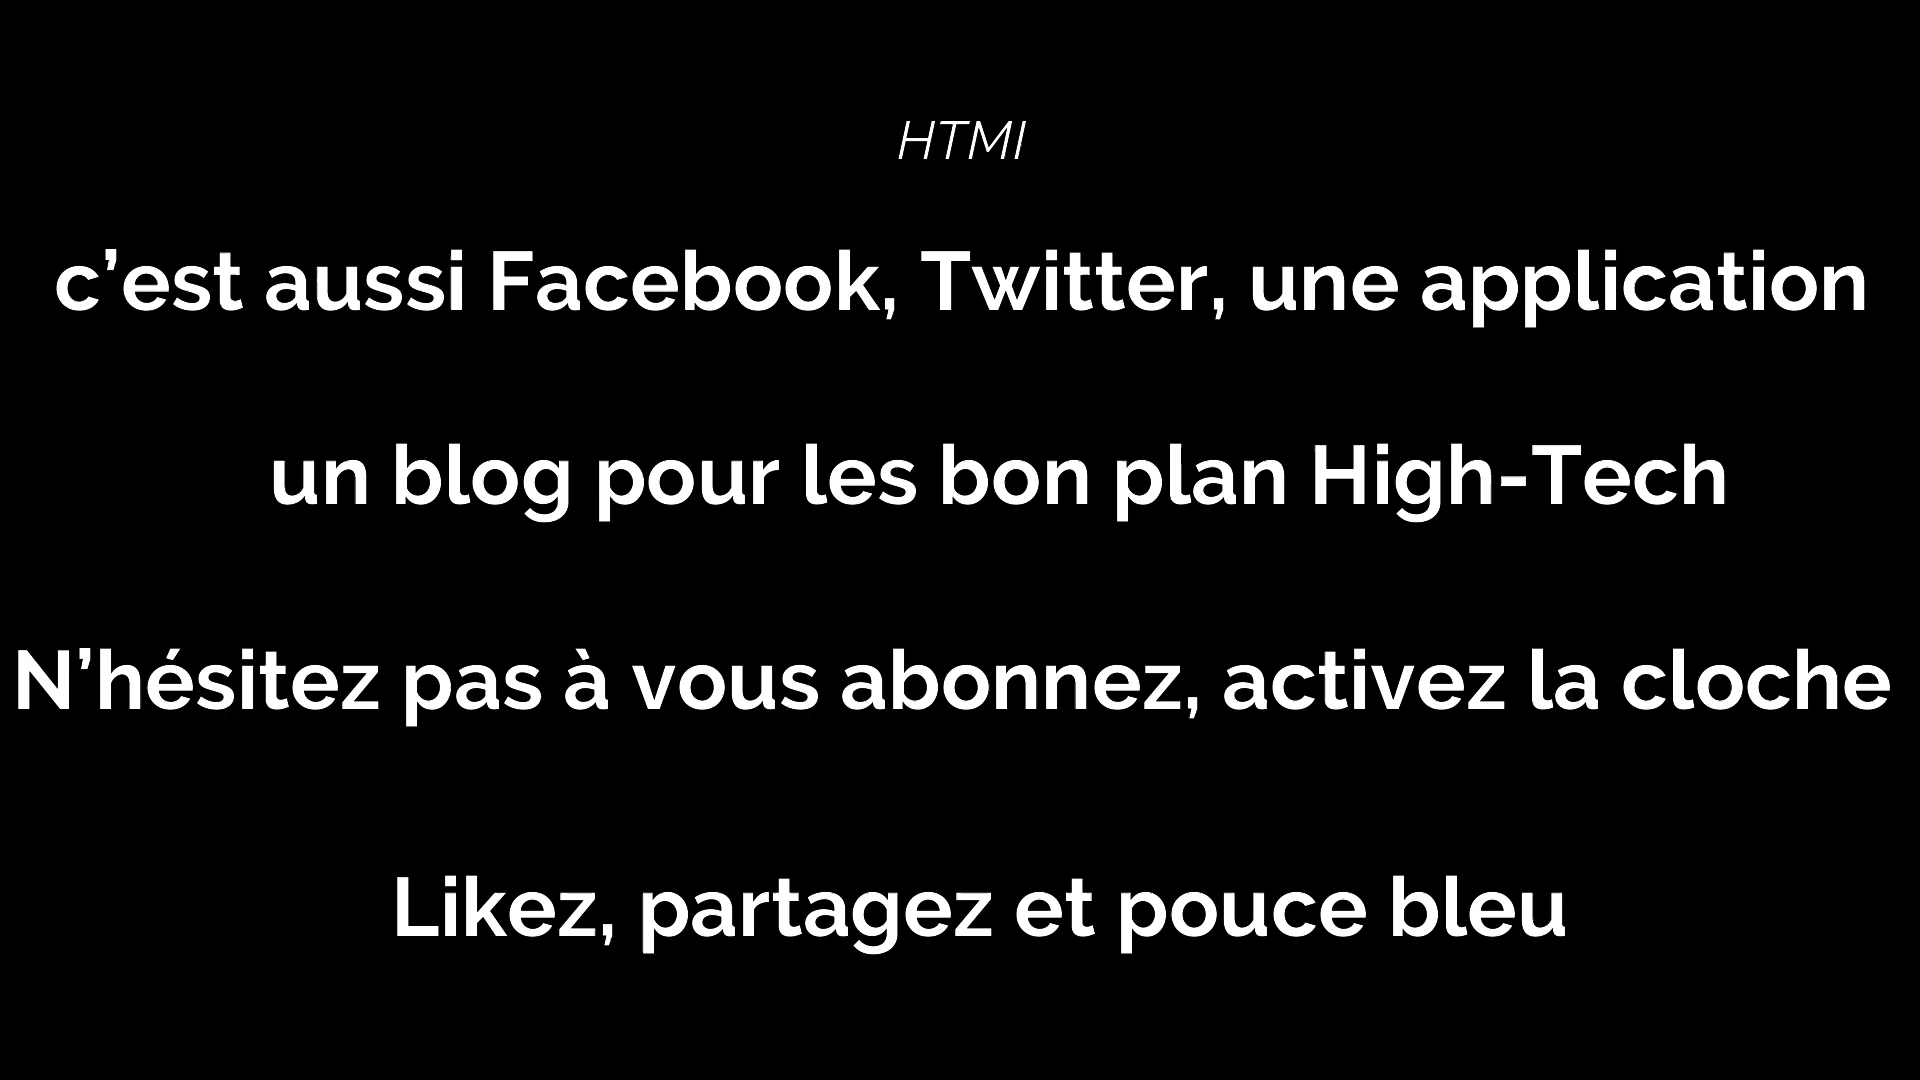 HTMI
c’est aussi Facebook, Twitter, une application
un blog pour les bon plan High-Tech
N’hésitez pas à vous abonnez, activez la cloche
Likez, partagez et pouce bleu